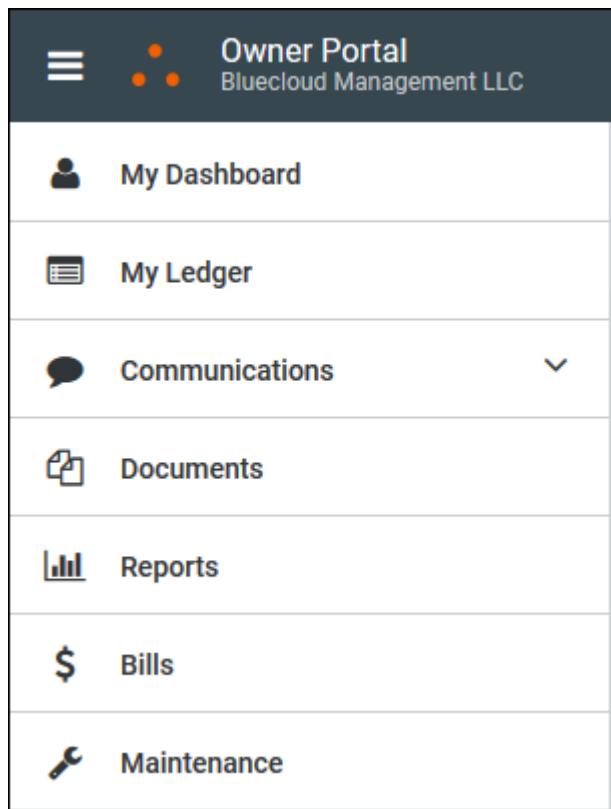 Owner Portal
Bluecloud Management LLC
My Dashboard
My Ledger
Communications
Documents
Reports
$ Bills
Maintenance